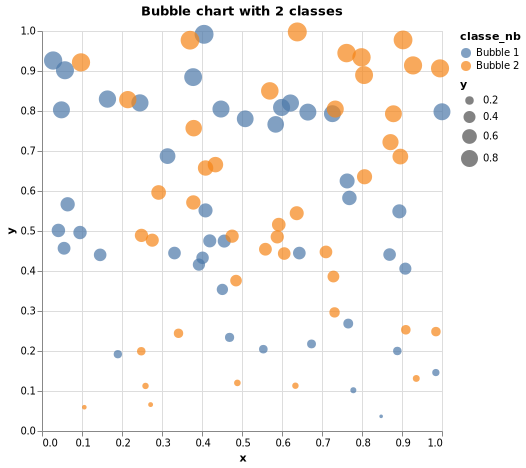 Bubble chart with 2 classes
classe_nb
Bubble 1
Bubble 2
y
0.2
0.4
0.6
0.8
y
1.0
0.9
0.8
0.7
0.6
0.5
0.4
0.3
0.2
0.1
0.0
0.0 0.1 0.2 0.3 0.4 0.5 0.6 0.7 0.8 0.9 1.0
x